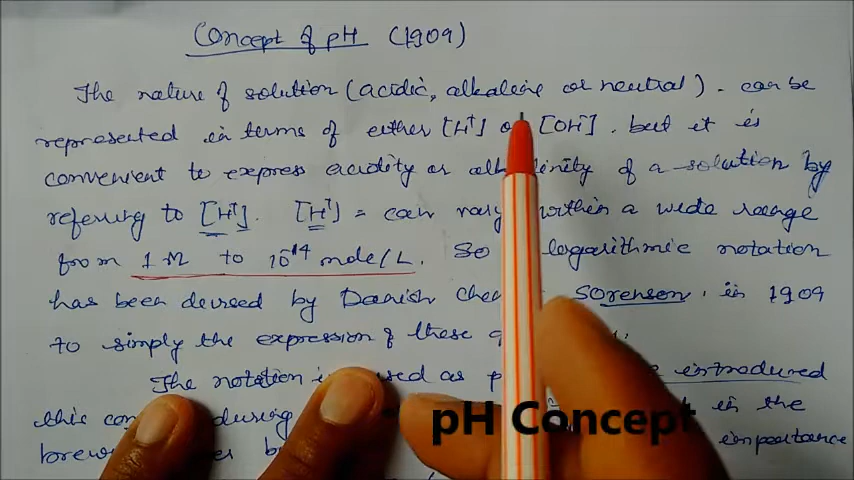 Concept of pH (1909)
The nature of solution (acidic, alkaline or neutral). can be
represented in terms of either [H⁺] or [OH⁻]. but it is
convenient to express acidity or alkalinity of a solution by
referring to [H⁺]. [H⁺] = can vary within a wide range
from 1 M to 10⁻¹⁴ mole/L. So logarithmic notation
has been devised by Danish Sorenson. in 1909
to simply the expression of these
The notation used as introduced
this during in the
importance
pH Concept